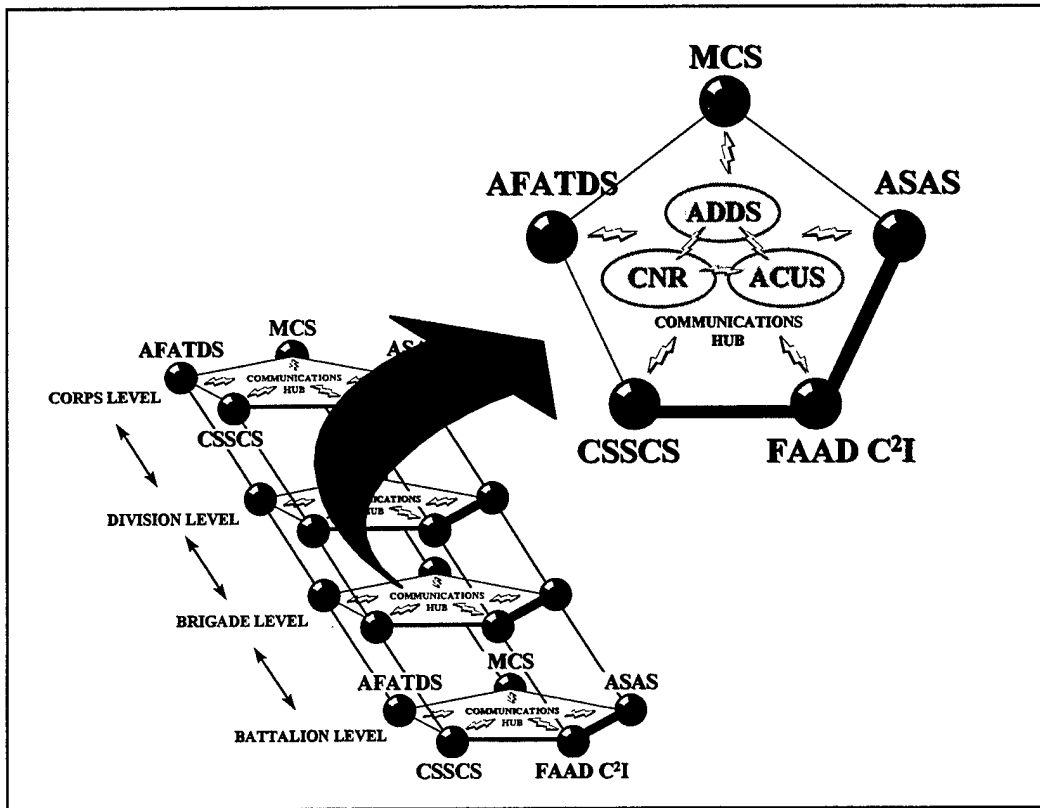 MCS
AFATDS
ASAS
ADDS
CNR
ACUS
COMMUNICATIONS
HUB
CSSCS
FAAD C²I
MCS
AFATDS
COMMUNICATIONS
HUB
CORPS LEVEL
CSSCS
HUB
DIVISION LEVEL
COMMUNICATIONS
HUB
BRIGADE LEVEL
MCS
AFATDS
ASAS
COMMUNICATIONS
HUB
BATTALION LEVEL
CSSCS
FAAD C²I